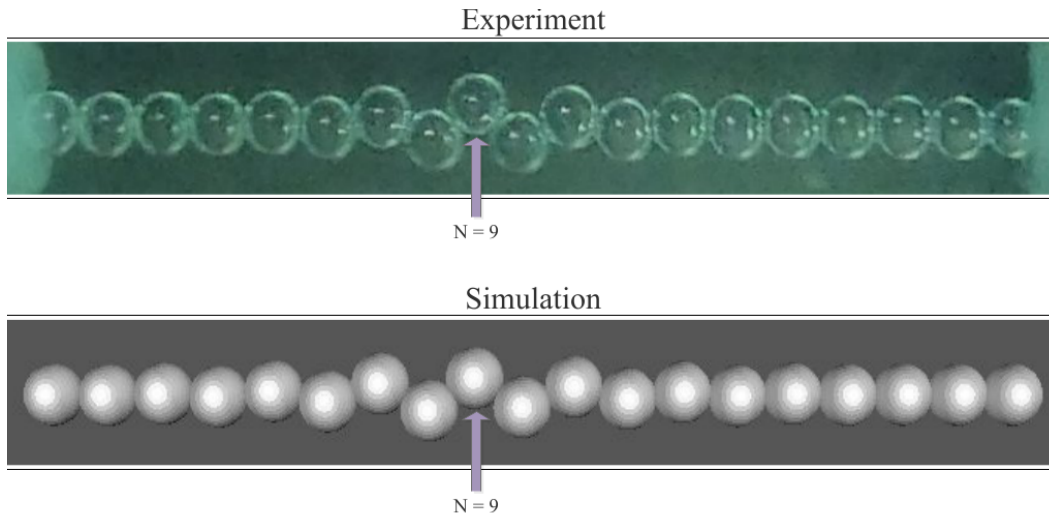 Experiment
N = 9
Simulation
N = 9